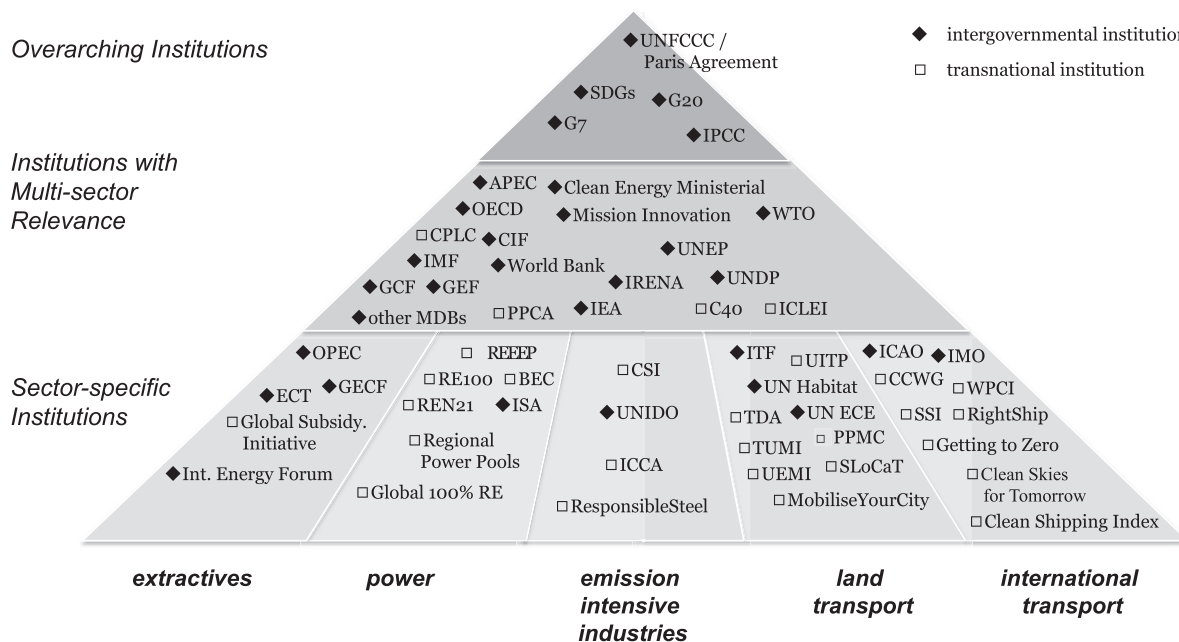 Overarching Institutions
UNFCCC /
Paris Agreement
intergovernmental institution
transnational institution
SDGs
G20
G7
IPCC
Institutions with
Multi-sector
Relevance
APEC
Clean Energy Ministerial
OECD
Mission Innovation
WTO
CPLC
CIF
UNEP
IMF
World Bank
IRENA
UNDP
GCF
GEF
other MDBs
PPCA
IEA
C40
ICLEI
Sector-specific
Institutions
OPEC
ECT
GECF
Global Subsidy.
Initiative
Int. Energy Forum
REEEP
RE100
BEC
REN21
ISA
Regional
Power Pools
Global 100% RE
CSI
UNIDO
ICCA
ResponsibleSteel
ITF
UITP
UN Habitat
TDA
UN ECE
PPMC
TUMI
SLoCaT
UEMI
MobiliseYourCity
ICAO
IMO
CCWG
WPCI
SSI
RightShip
Getting to Zero
Clean Skies
for Tomorrow
Clean Shipping Index
extractives
power
emission
intensive
industries
land
transport
international
transport